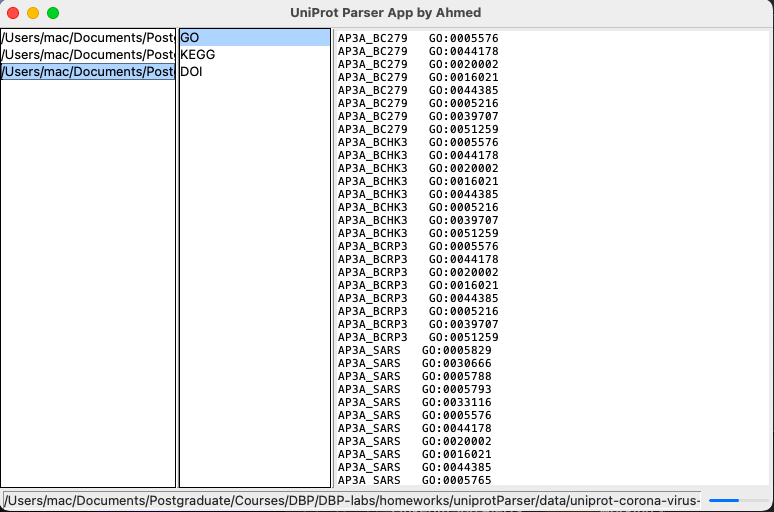 UniProt Parser App by Ahmed
/Users/mac/Documents/Postg
/Users/mac/Documents/Postg
/Users/mac/Documents/Postg
GO
KEGG
DOI
AP3A_BC279 GO:0005576
AP3A_BC279 GO:0044178
AP3A_BC279 GO:0020002
AP3A_BC279 GO:0016021
AP3A_BC279 GO:0044385
AP3A_BC279 GO:0005216
AP3A_BC279 GO:0039707
AP3A_BC279 GO:0051259
AP3A_BCHK3 GO:0005576
AP3A_BCHK3 GO:0044178
AP3A_BCHK3 GO:0020002
AP3A_BCHK3 GO:0016021
AP3A_BCHK3 GO:0044385
AP3A_BCHK3 GO:0005216
AP3A_BCHK3 GO:0039707
AP3A_BCHK3 GO:0051259
AP3A_BCRP3 GO:0005576
AP3A_BCRP3 GO:0044178
AP3A_BCRP3 GO:0020002
AP3A_BCRP3 GO:0016021
AP3A_BCRP3 GO:0044385
AP3A_BCRP3 GO:0005216
AP3A_BCRP3 GO:0039707
AP3A_BCRP3 GO:0051259
AP3A_SARS GO:0005829
AP3A_SARS GO:0030666
AP3A_SARS GO:0005788
AP3A_SARS GO:0005793
AP3A_SARS GO:0033116
AP3A_SARS GO:0005576
AP3A_SARS GO:0044178
AP3A_SARS GO:0020002
AP3A_SARS GO:0016021
AP3A_SARS GO:0044385
AP3A_SARS GO:0005765
/Users/mac/Documents/Postgraduate/Courses/DBP/DBP-labs/homeworks/uniprotParser/data/uniprot-corona-virus-